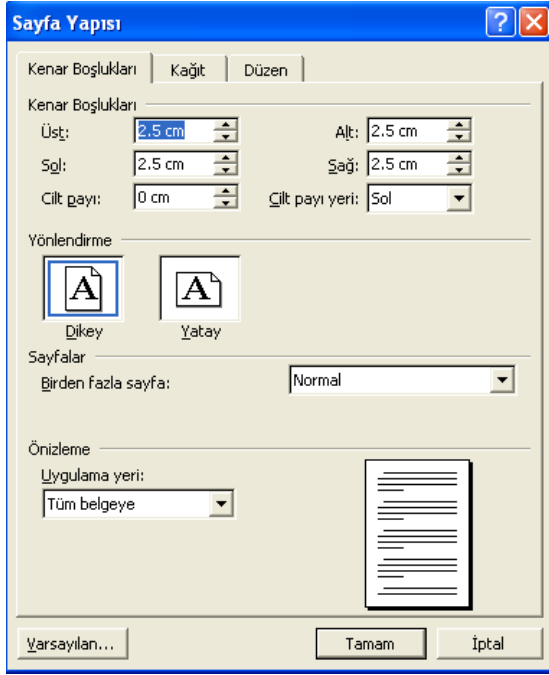 Sayfa Yapısı
Kenar Boşlukları Kağıt Düzen
Kenar Boşlukları
Üst: 2.5 cm Alt: 2.5 cm
Sol: 2.5 cm Sağ: 2.5 cm
Cilt payı: 0 cm Cilt payı yeri: Sol
Yönlendirme
A A
Dikey Yatay
Sayfalar
Birden fazla sayfa: Normal
Önizleme
Uygulama yeri:
Tüm belgeye
Varsayılan... Tamam İptal